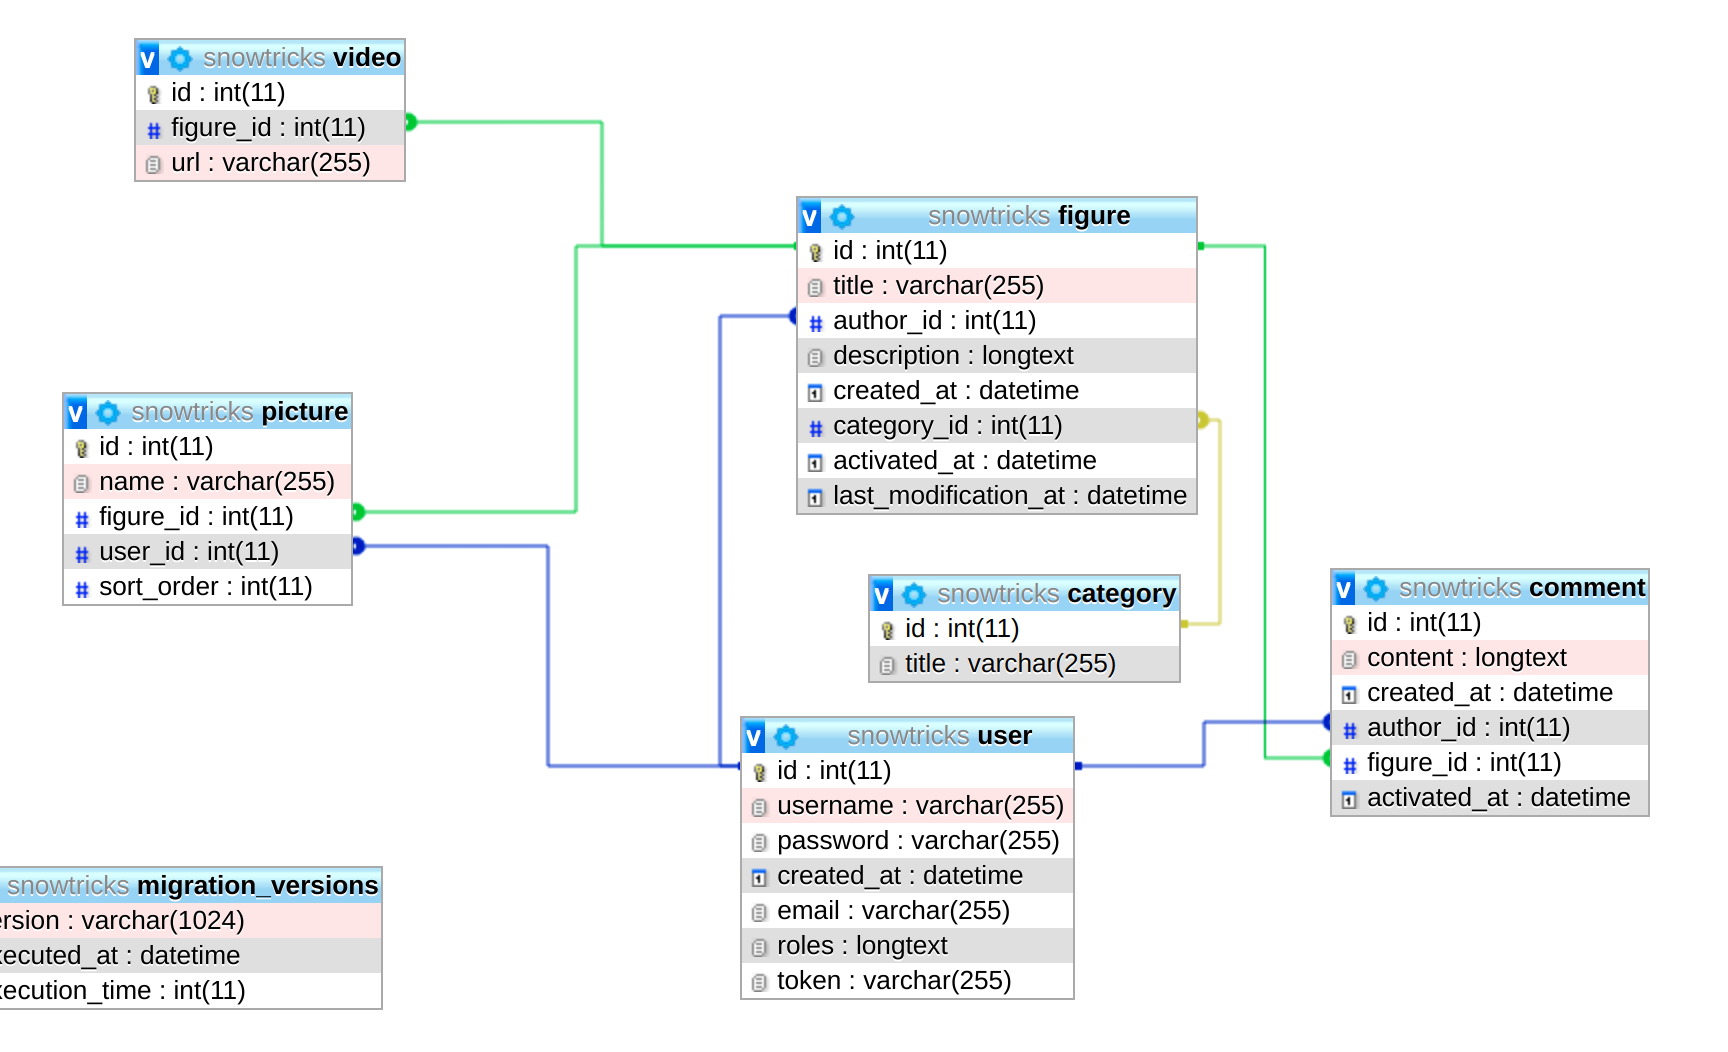 snowtricks video
id : int(11)
figure_id : int(11)
url : varchar(255)
snowtricks figure
id : int(11)
title : varchar(255)
author_id : int(11)
description : longtext
created_at : datetime
category_id : int(11)
activated_at : datetime
last_modification_at : datetime
snowtricks picture
id : int(11)
name : varchar(255)
figure_id : int(11)
user_id : int(11)
sort_order : int(11)
snowtricks category
id : int(11)
title : varchar(255)
snowtricks comment
id : int(11)
content : longtext
created_at : datetime
author_id : int(11)
figure_id : int(11)
activated_at : datetime
snowtricks user
id : int(11)
username : varchar(255)
password : varchar(255)
created_at : datetime
email : varchar(255)
roles : longtext
token : varchar(255)
snowtricks migration_versions
ersion : varchar(1024)
xecuted_at : datetime
xecution_time : int(11)